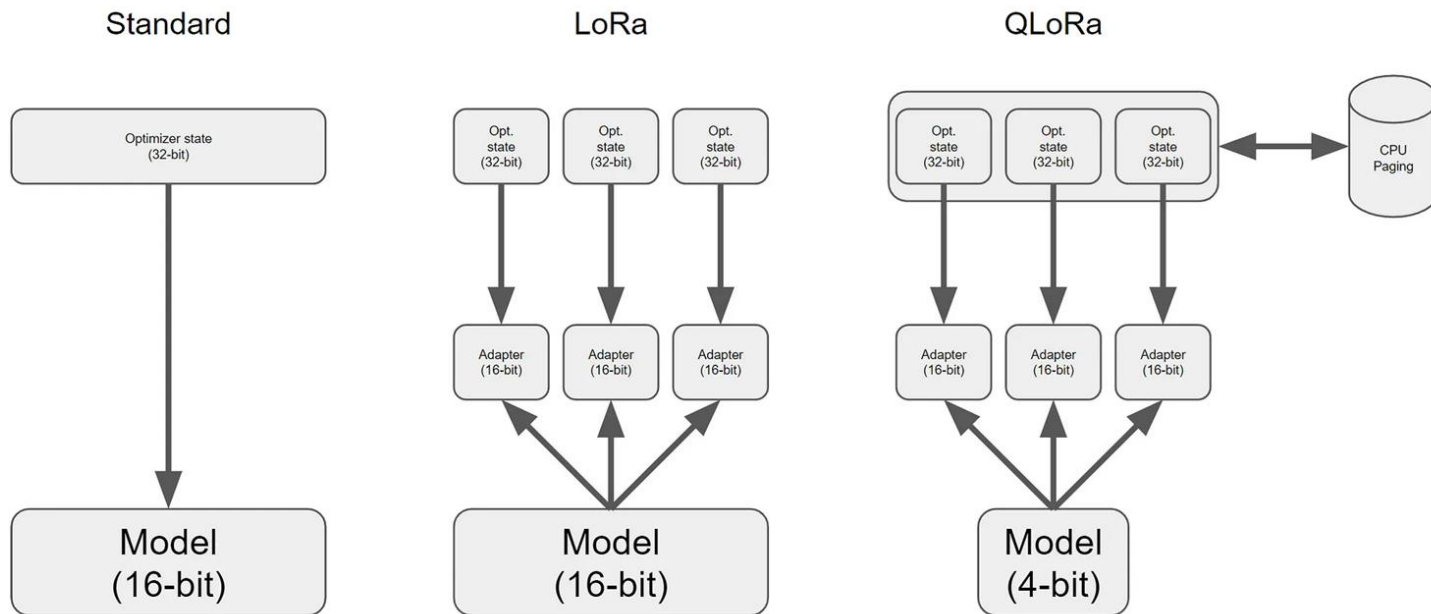 Standard
LoRa
QLoRa
Optimizer state
(32-bit)
Opt.
state
(32-bit)
Opt.
state
(32-bit)
Opt.
state
(32-bit)
Opt.
state
(32-bit)
Opt.
state
(32-bit)
Opt.
state
(32-bit)
CPU
Paging
Adapter
(16-bit)
Adapter
(16-bit)
Adapter
(16-bit)
Adapter
(16-bit)
Adapter
(16-bit)
Adapter
(16-bit)
Model
(16-bit)
Model
(16-bit)
Model
(4-bit)